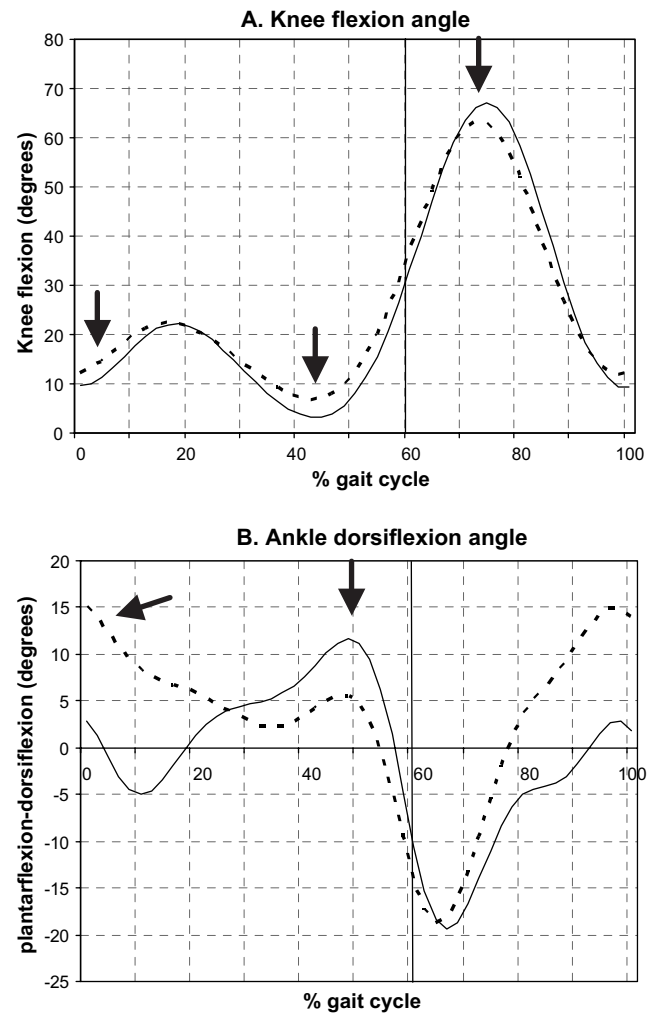 A. Knee flexion angle
80
70
60
50
40
30
20
10
0
Knee flexion (degrees)
0 20 40 60 80 100
% gait cycle
B. Ankle dorsiflexion angle
20
15
10
5
0
-5
-10
-15
-20
-25
plantarflexion-dorsiflexion (degrees)
0 20 40 60 80 100
% gait cycle